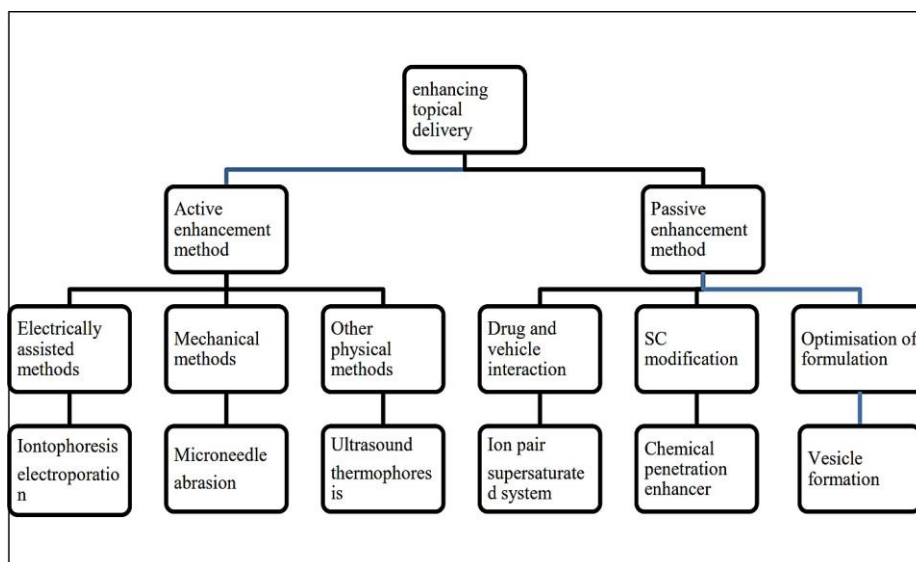 enhancing
topical
delivery
Active
enhancement
method
Passive
enhancement
method
Electrically
assisted
methods
Mechanical
methods
Other
physical
methods
Drug and
vehicle
interaction
SC
modification
Optimisation of
formulation
Iontophoresis
electroporatio
n
Microneedle
abrasion
Ultrasound
thermophores
is
Ion pair
supersaturate
d system
Chemical
penetration
enhancer
Vesicle
formation